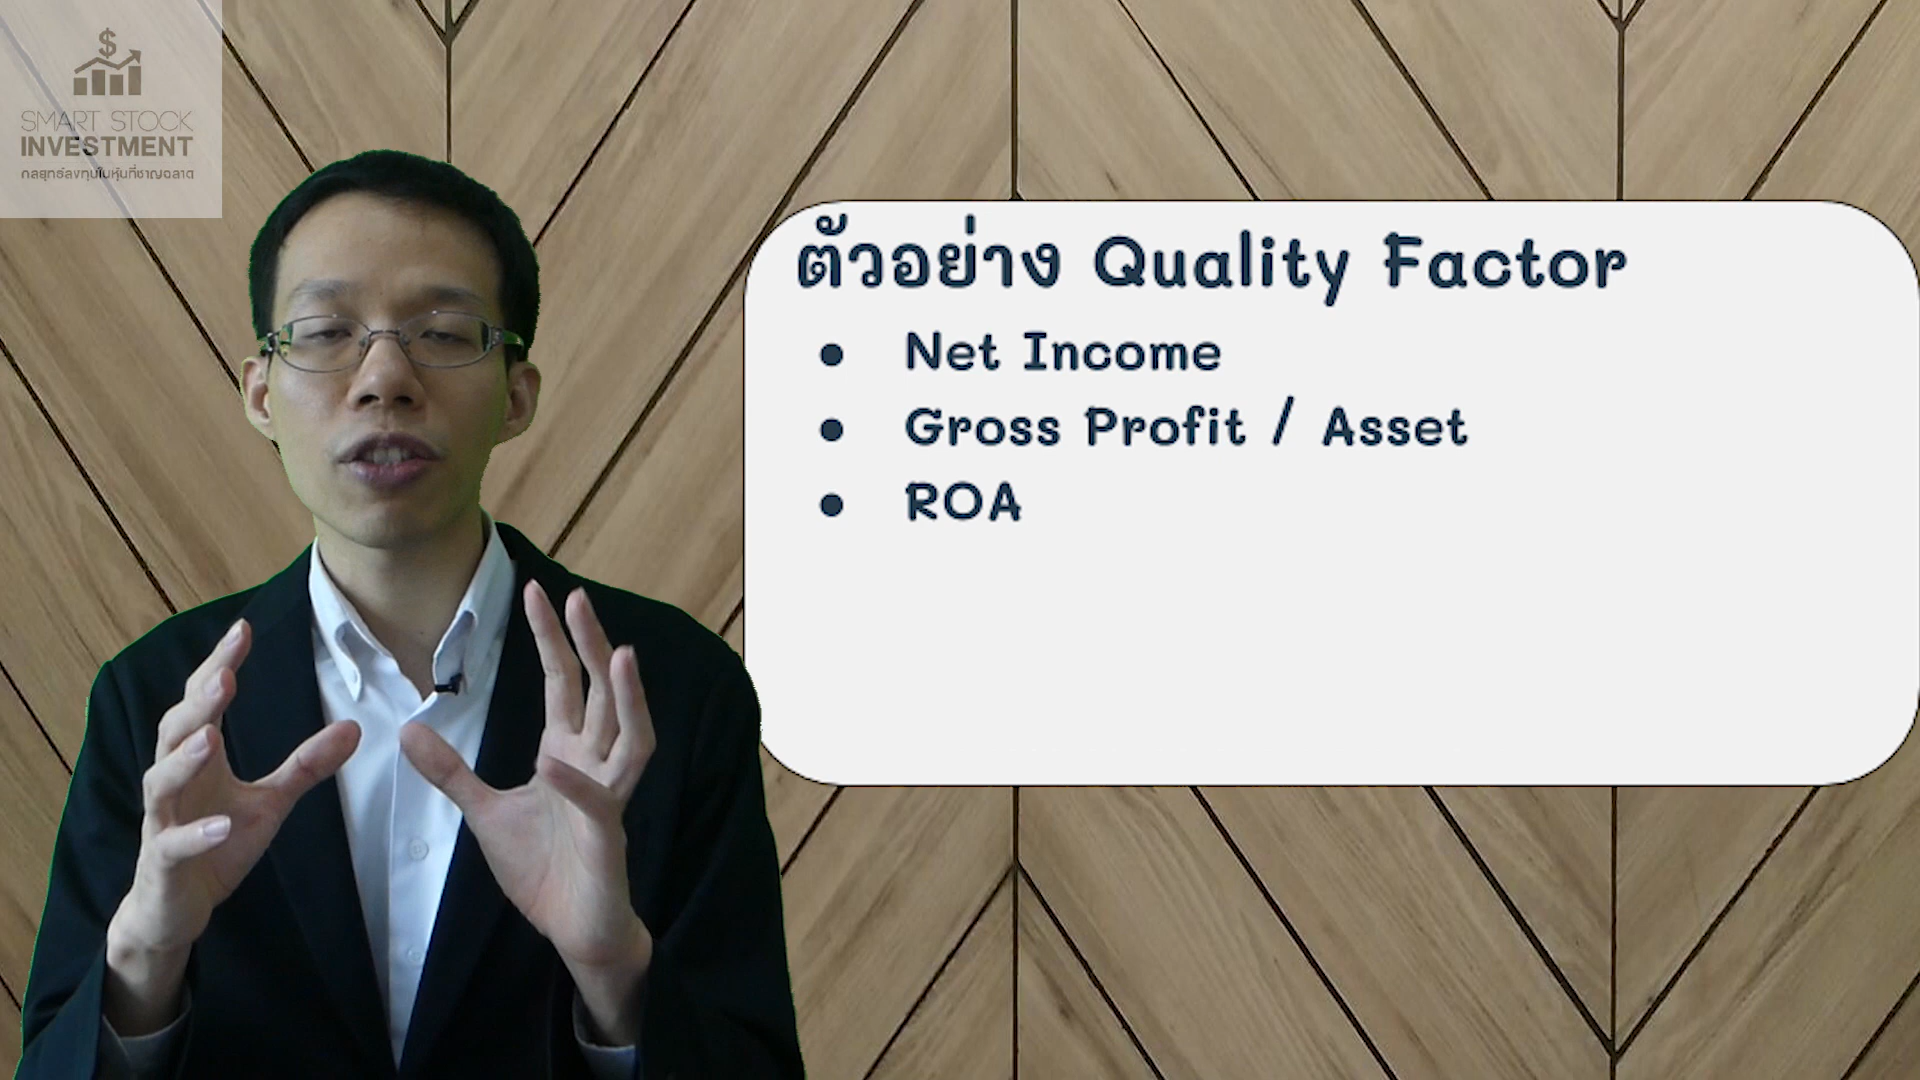 $
SMART STOCK
INVESTMENT
กลยุทธ์ลงทุนในหุ้นที่ชาญฉลาด
ตัวอย่าง Quality Factor
● Net Income
● Gross Profit / Asset
● ROA